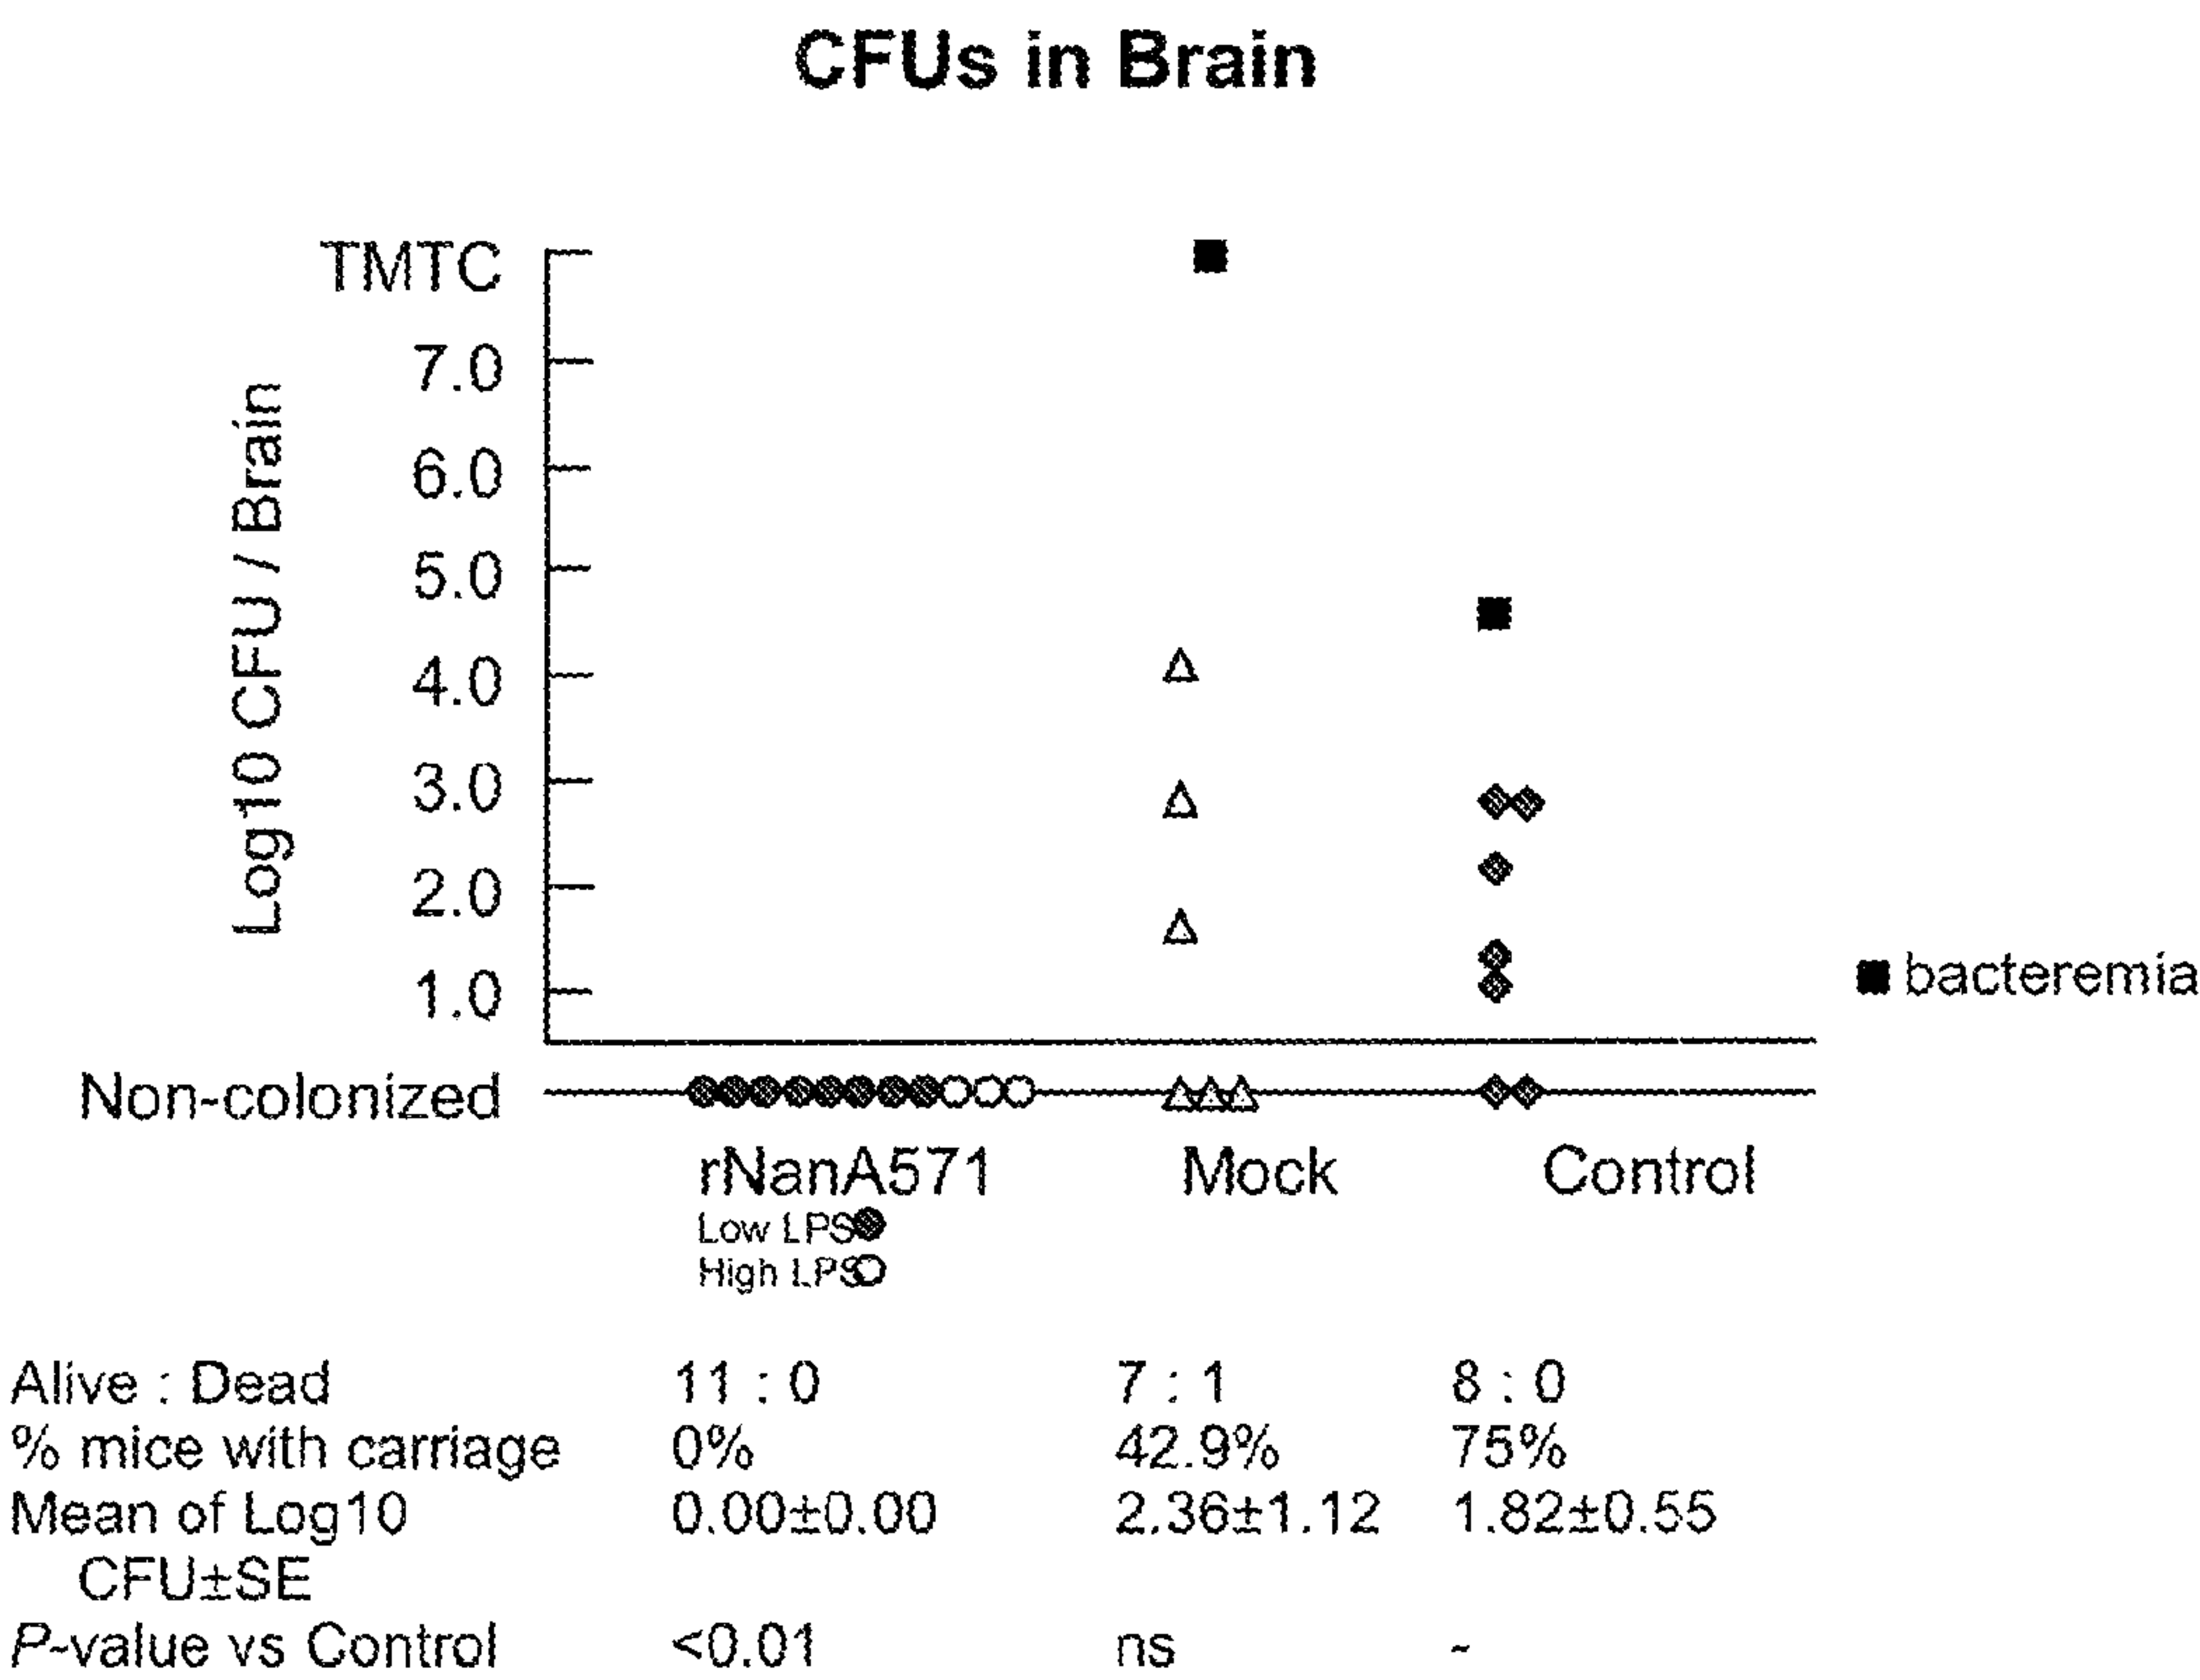 CFUs in Brain
TMTC
7.0
6.0
5.0
4.0
3.0
2.0
1.0
Log10 CFU / Brain
bacteremia
Non-colonized
rNanA571 Mock Control
Low LPS
High LPS
Alive : Dead 11 : 0 7 : 1 8 : 0
% mice with carriage 0% 42.9% 75%
Mean of Log10 0.00±0.00 2.36±1.12 1.82±0.55
CFU±SE
P-value vs Control <0.01 ns -